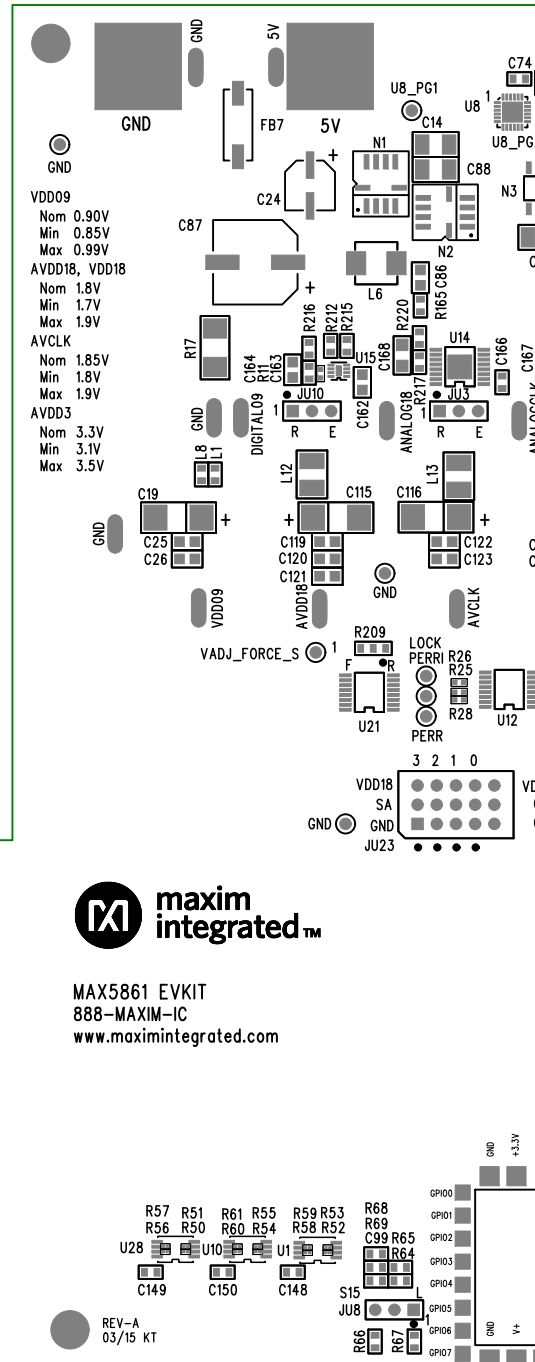 GND
5V
C74
U8_PG1
1
U8
U8_PG
GND
FB7
5V
C14
N1
GND
C88
N3
VDD09
Nom 0.90V
Min 0.85V
Max 0.99V
AVDD18, VDD18
Nom 1.8V
Min 1.7V
Max 1.9V
AVCLK
Nom 1.85V
Min 1.8V
Max 1.9V
AVDD3
Nom 3.3V
Min 3.1V
Max 3.5V
C24
+
C87
+
N2
L6
C86
R165
R17
R216
R212
R215
R220
C164
R11
C163
U15
C168
U14
R217
C166
C167
JU10
C162
JU3
1
R E
1
R E
GND
DIGITAL09
ANALOG18
ANALOGCLK
L8
L1
L12
L13
C19
+
C115
+
C116
+
GND
C25
C26
C119
C120
C121
C122
C123
GND
VDD09
AVDD18
AVCLK
VADJ_FORCE_S
1
R209
F R
U21
LOCK
PERRI
R26
R25
R28
PERR
U12
3 2 1 0
VDD18
SA
GND
GND
JU23
maxim
integrated™
MAX5861 EVKIT
888-MAXIM-IC
www.maximintegrated.com
GND
+3.3V
GPIO0
GPIO1
GPIO2
GPIO3
GPIO4
GPIO5
GPIO6
GPIO7
GND
V+
R57 R51
R56 R50
U28
C149
R61 R55
R60 R54
U10
C150
R59 R53
R58 R52
U1
C148
R68
R69
C99 R65
R64
S15 L
JU8
1
R66
R67
REV-A
03/15 KT